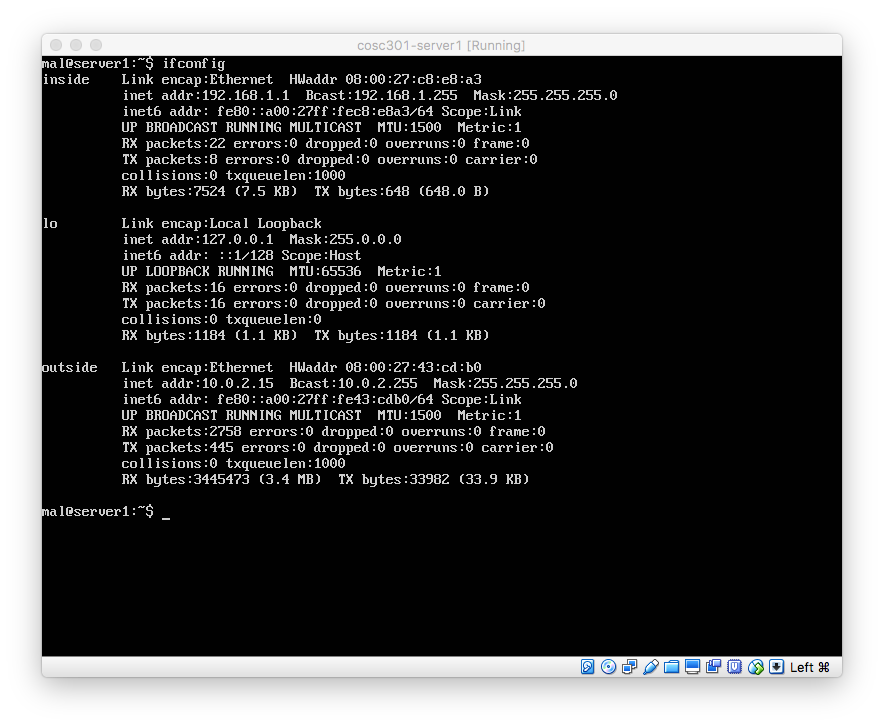 cosc301-server1 [Running]
mal@server1:~$ ifconfig
inside    Link encap:Ethernet  HWaddr 08:00:27:c8:e8:a3
          inet addr:192.168.1.1  Bcast:192.168.1.255  Mask:255.255.255.0
          inet6 addr: fe80::a00:27ff:fec8:e8a3/64 Scope:Link
          UP BROADCAST RUNNING MULTICAST  MTU:1500  Metric:1
          RX packets:22 errors:0 dropped:0 overruns:0 frame:0
          TX packets:8 errors:0 dropped:0 overruns:0 carrier:0
          collisions:0 txqueuelen:1000
          RX bytes:7524 (7.5 KB)  TX bytes:648 (648.0 B)
lo        Link encap:Local Loopback
          inet addr:127.0.0.1  Mask:255.0.0.0
          inet6 addr: ::1/128 Scope:Host
          UP LOOPBACK RUNNING  MTU:65536  Metric:1
          RX packets:16 errors:0 dropped:0 overruns:0 frame:0
          TX packets:16 errors:0 dropped:0 overruns:0 carrier:0
          collisions:0 txqueuelen:0
          RX bytes:1184 (1.1 KB)  TX bytes:1184 (1.1 KB)
outside   Link encap:Ethernet  HWaddr 08:00:27:43:cd:b0
          inet addr:10.0.2.15  Bcast:10.0.2.255  Mask:255.255.255.0
          inet6 addr: fe80::a00:27ff:fe43:cdb0/64 Scope:Link
          UP BROADCAST RUNNING MULTICAST  MTU:1500  Metric:1
          RX packets:2758 errors:0 dropped:0 overruns:0 frame:0
          TX packets:445 errors:0 dropped:0 overruns:0 carrier:0
          collisions:0 txqueuelen:1000
          RX bytes:3445473 (3.4 MB)  TX bytes:33982 (33.9 KB)
mal@server1:~$ _
Left ⌘